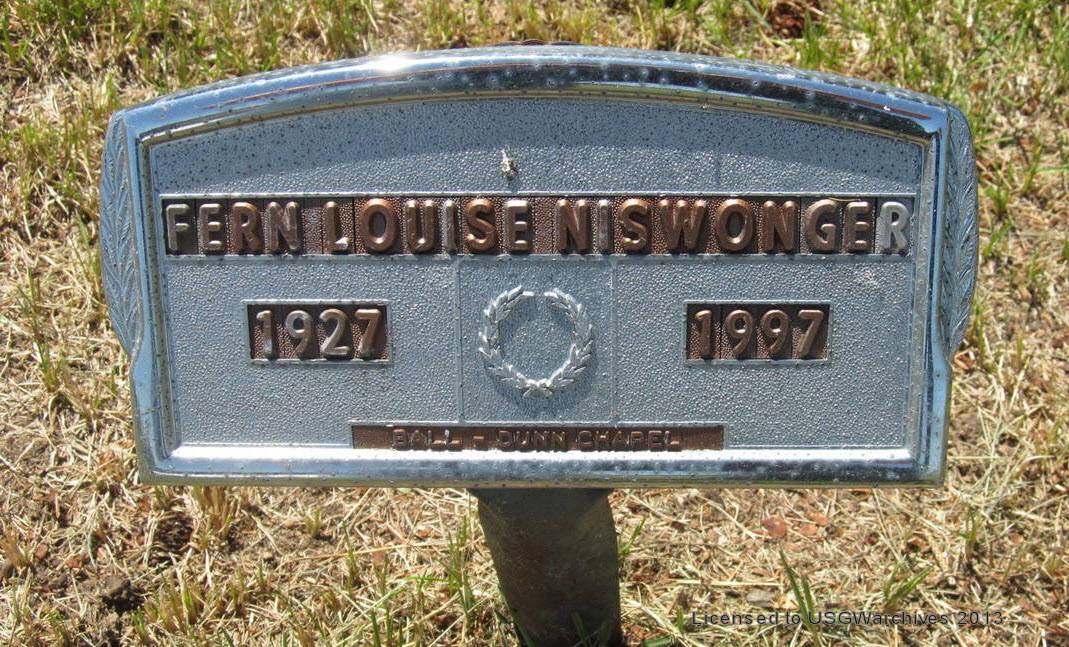 FERN LOUISE NISWONGER
1927 1997
BALL - DUNN CHAPEL
Licensed to USGWarchives 2013